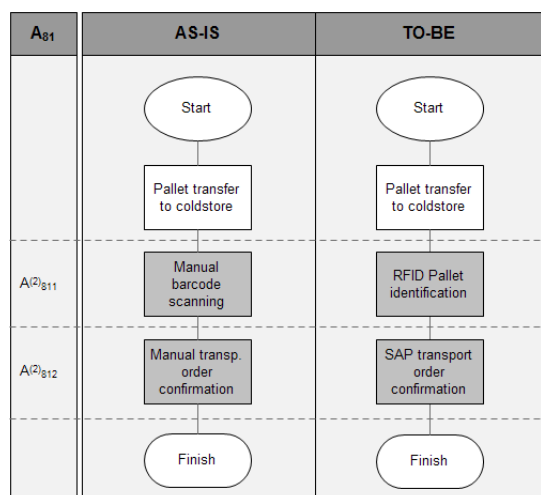 A81 AS-IS TO-BE
Start Start
Pallet transfer Pallet transfer
to coldstore to coldstore
Manual
barcode
scanning
A(2)811
RFID Pallet
identification
Manual transp.
order
confirmation
A(2)812
SAP transport
order
confirmation
Finish Finish